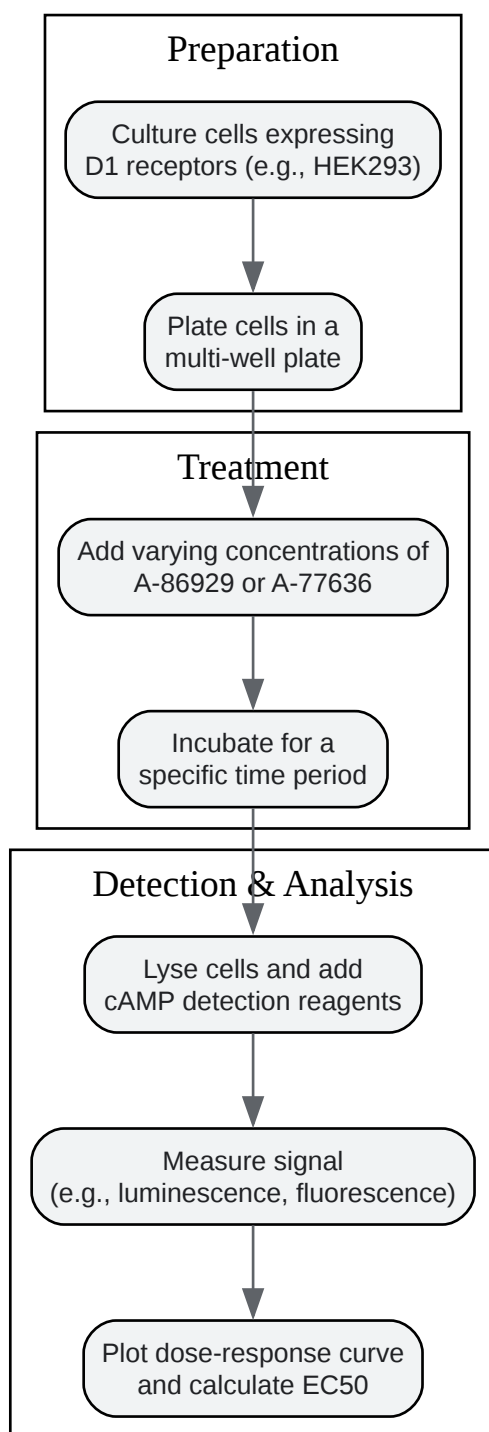 Preparation
Culture cells expressing
D1 receptors (e.g., HEK293)
Plate cells in a
multi-well plate
Treatment
Add varying concentrations of
A-86929 or A-77636
Incubate for a
specific time period
Detection & Analysis
Lyse cells and add
cAMP detection reagents
Measure signal
(e.g., luminescence, fluorescence)
Plot dose-response curve
and calculate EC50